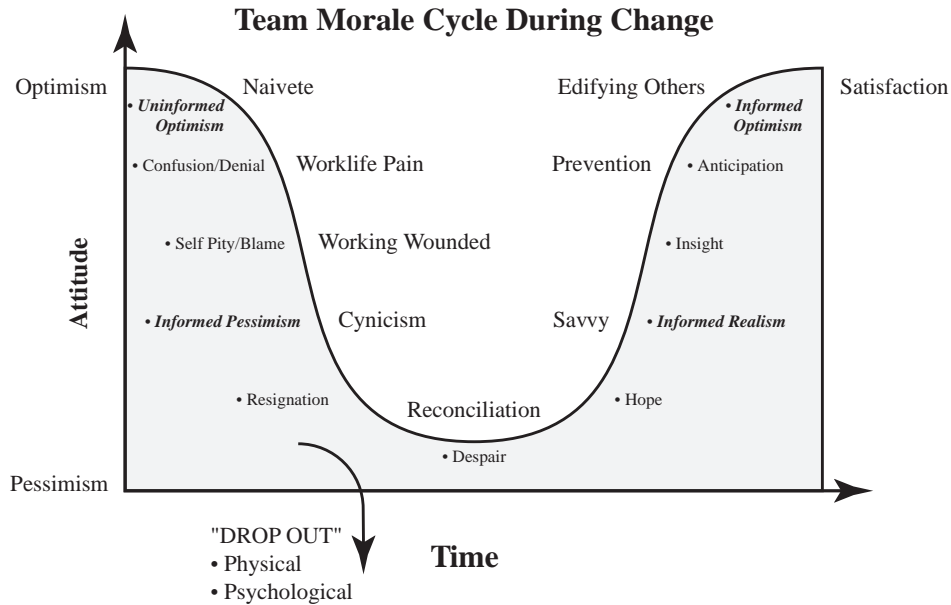 Team Morale Cycle During Change
Optimism
Naivete
Edifying Others
Satisfaction
• Uninformed
Optimism
• Informed
Optimism
• Confusion/Denial
Worklife Pain
Prevention
• Anticipation
Attitude
• Self Pity/Blame
Working Wounded
• Insight
• Informed Pessimism
Cynicism
Savvy
• Informed Realism
• Resignation
Reconciliation
• Hope
• Despair
Pessimism
"DROP OUT"
• Physical
• Psychological
Time